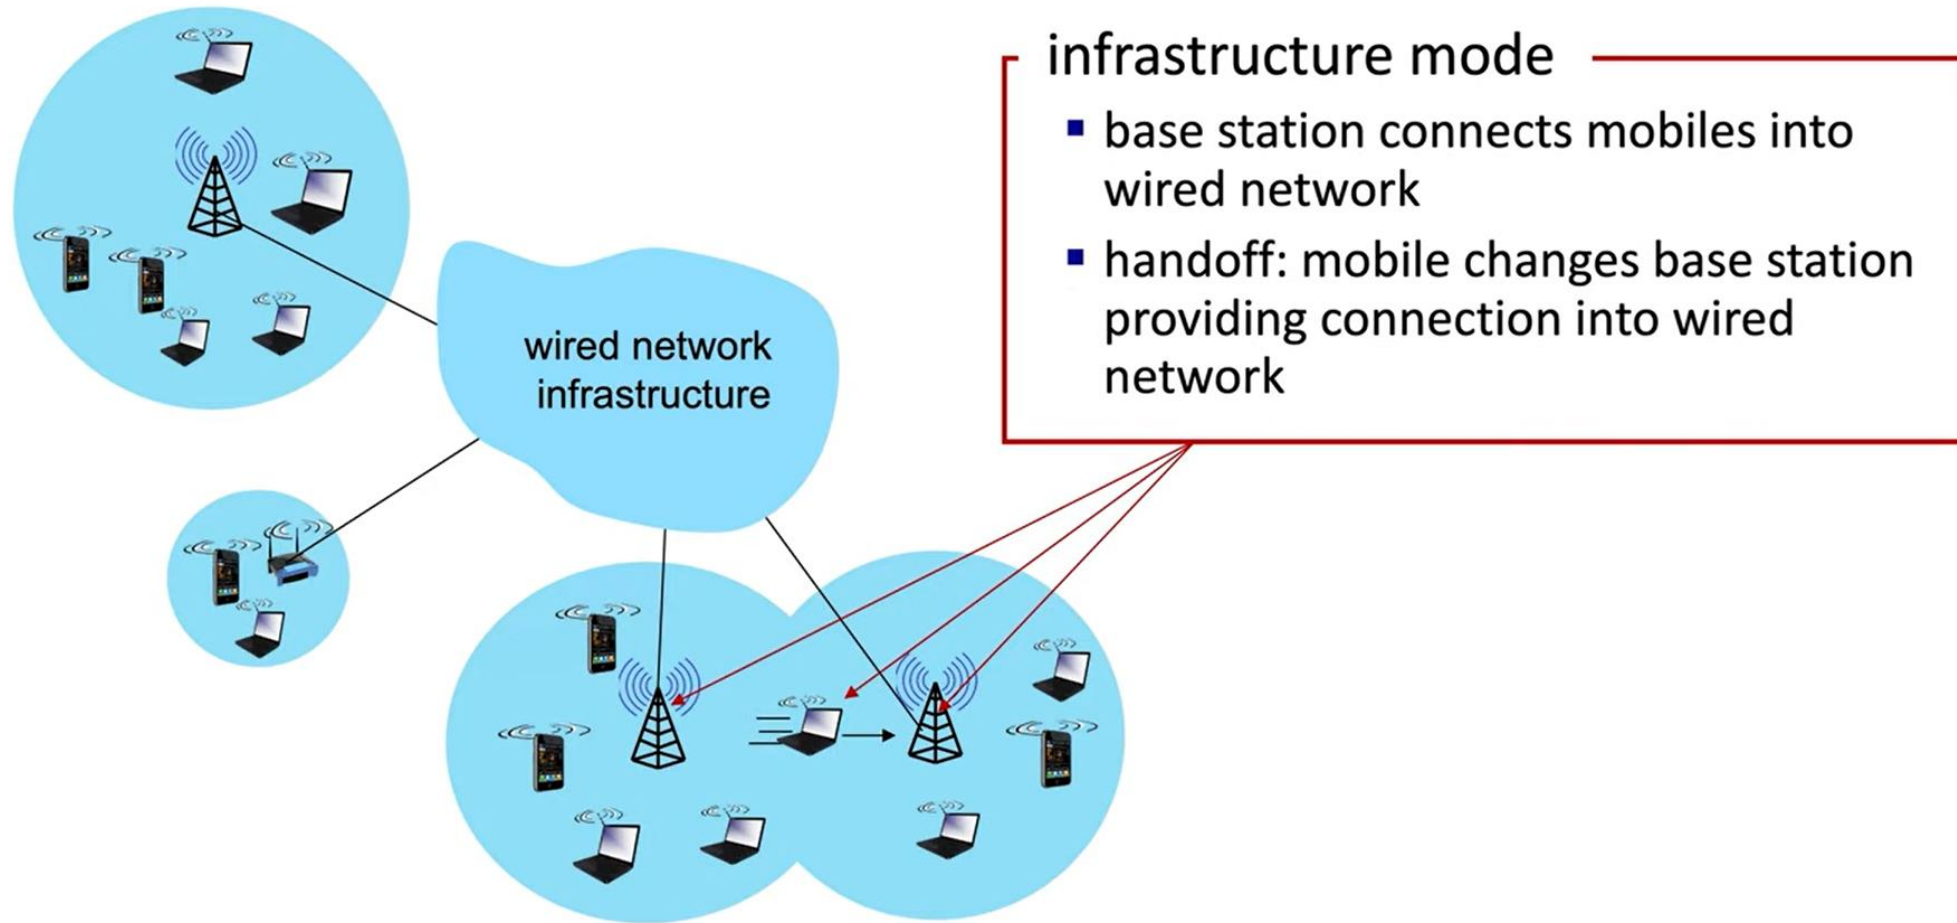 infrastructure mode
▪ base station connects mobiles into
wired network
▪ handoff: mobile changes base station
providing connection into wired
network
wired network
infrastructure